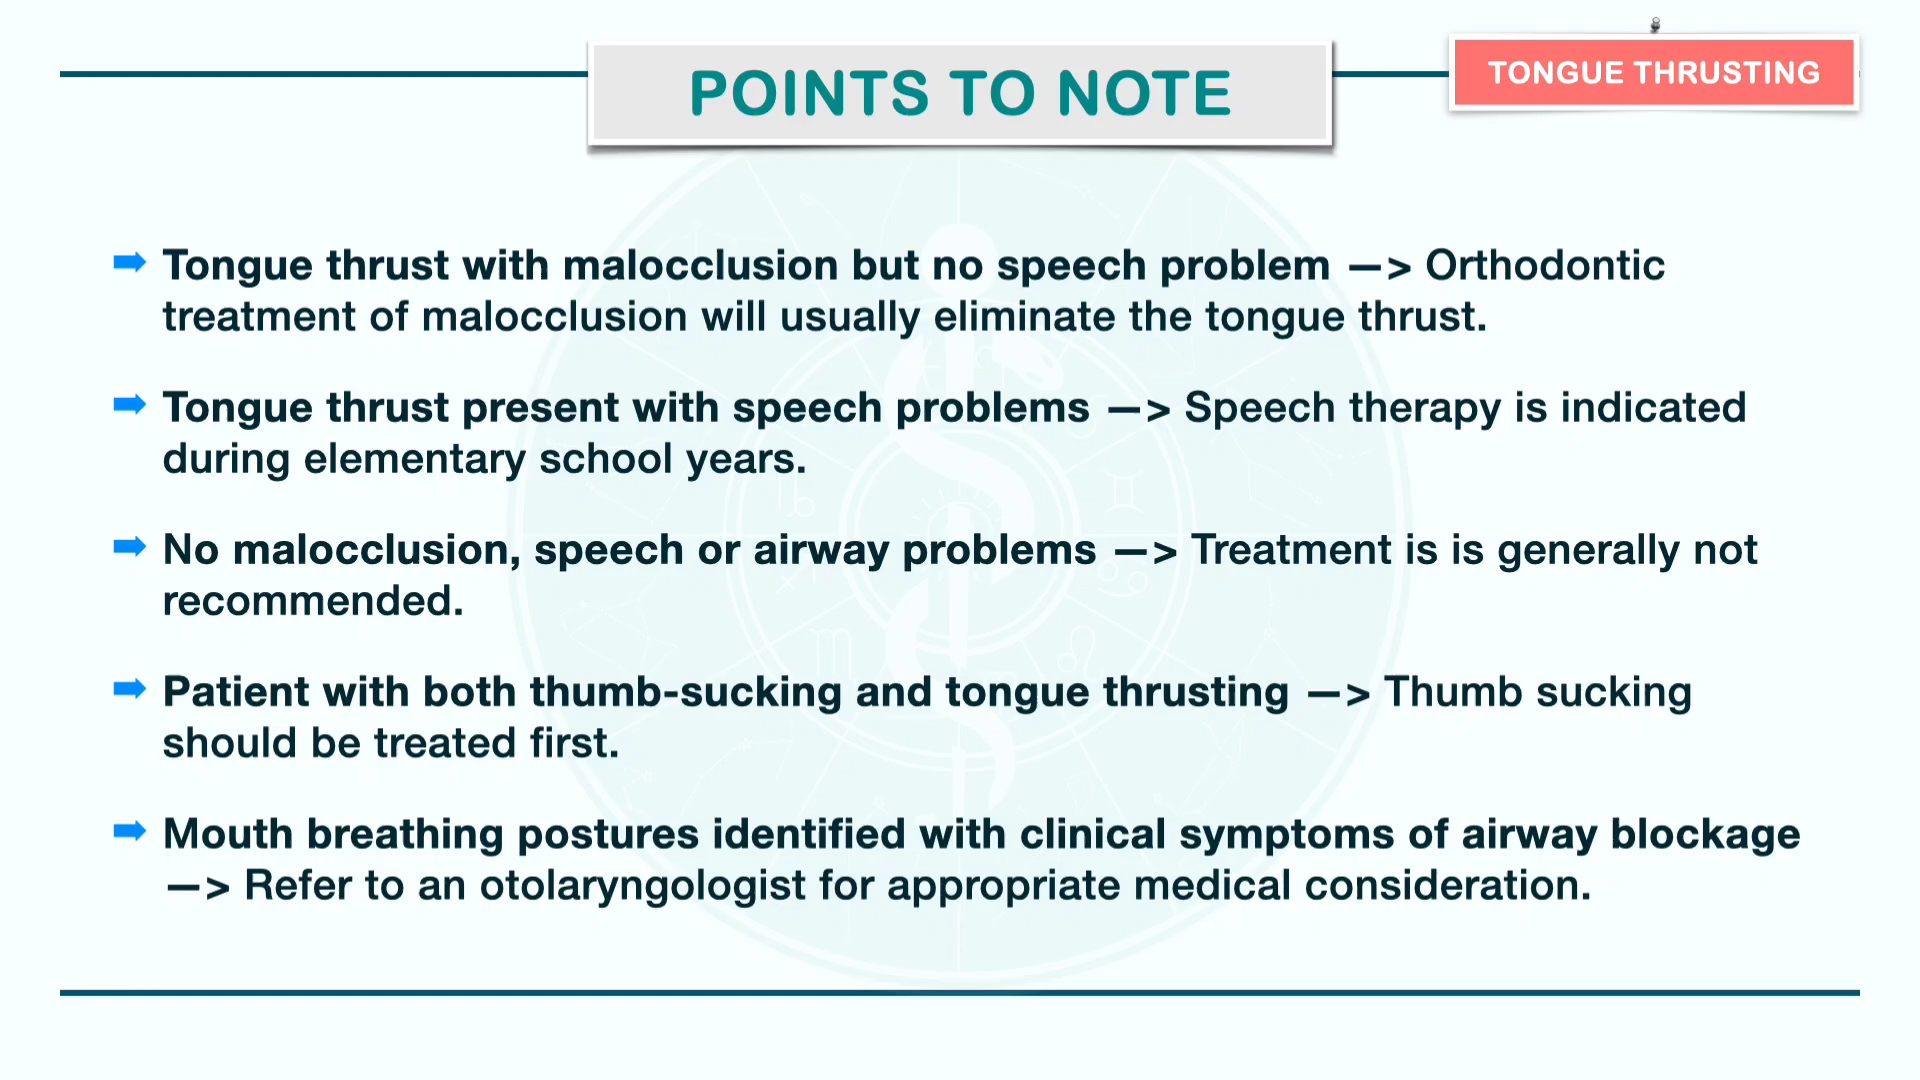 POINTS TO NOTE
TONGUE THRUSTING
Tongue thrust with malocclusion but no speech problem —> Orthodontic
treatment of malocclusion will usually eliminate the tongue thrust.
Tongue thrust present with speech problems —> Speech therapy is indicated
during elementary school years.
No malocclusion, speech or airway problems —> Treatment is is generally not
recommended.
Patient with both thumb-sucking and tongue thrusting —> Thumb sucking
should be treated first.
Mouth breathing postures identified with clinical symptoms of airway blockage
—> Refer to an otolaryngologist for appropriate medical consideration.